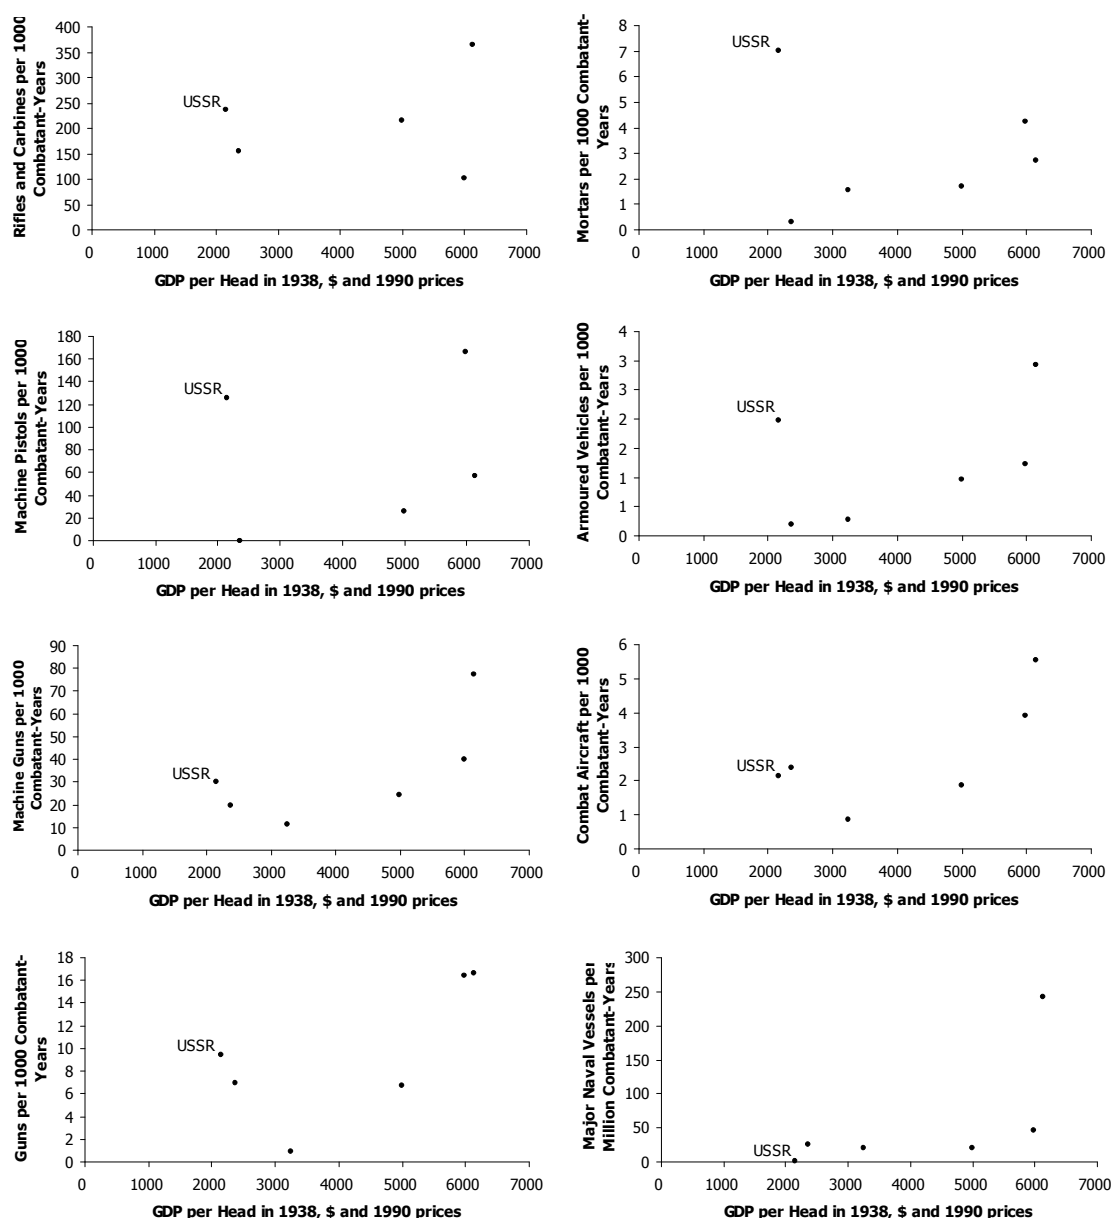 Rifles and Carbines per 1000
Combatant-Years
400
350
300
250
200
150
100
50
0
USSR
0 1000 2000 3000 4000 5000 6000 7000
GDP per Head in 1938, $ and 1990 prices
Mortars per 1000 Combatant-
Years
8
7
6
5
4
3
2
1
0
USSR
0 1000 2000 3000 4000 5000 6000 7000
GDP per Head in 1938, $ and 1990 prices
Machine Pistols per 1000
Combatant-Years
180
160
140
120
100
80
60
40
20
0
USSR
0 1000 2000 3000 4000 5000 6000 7000
GDP per Head in 1938, $ and 1990 prices
Armoured Vehicles per 1000
Combatant-Years
4
3
3
2
2
1
1
0
USSR
0 1000 2000 3000 4000 5000 6000 7000
GDP per Head in 1938, $ and 1990 prices
Machine Guns per 1000
Combatant-Years
90
80
70
60
50
40
30
20
10
0
USSR
0 1000 2000 3000 4000 5000 6000 7000
GDP per Head in 1938, $ and 1990 prices
Combat Aircraft per 1000
Combatant-Years
6
5
4
3
2
1
0
USSR
0 1000 2000 3000 4000 5000 6000 7000
GDP per Head in 1938, $ and 1990 prices
Guns per 1000 Combatant-
Years
18
16
14
12
10
8
6
4
2
0
USSR
0 1000 2000 3000 4000 5000 6000 7000
GDP per Head in 1938, $ and 1990 prices
Major Naval Vessels per
Million Combatant-Years
300
250
200
150
100
50
0
USSR
0 1000 2000 3000 4000 5000 6000 7000
GDP per Head in 1938, $ and 1990 prices